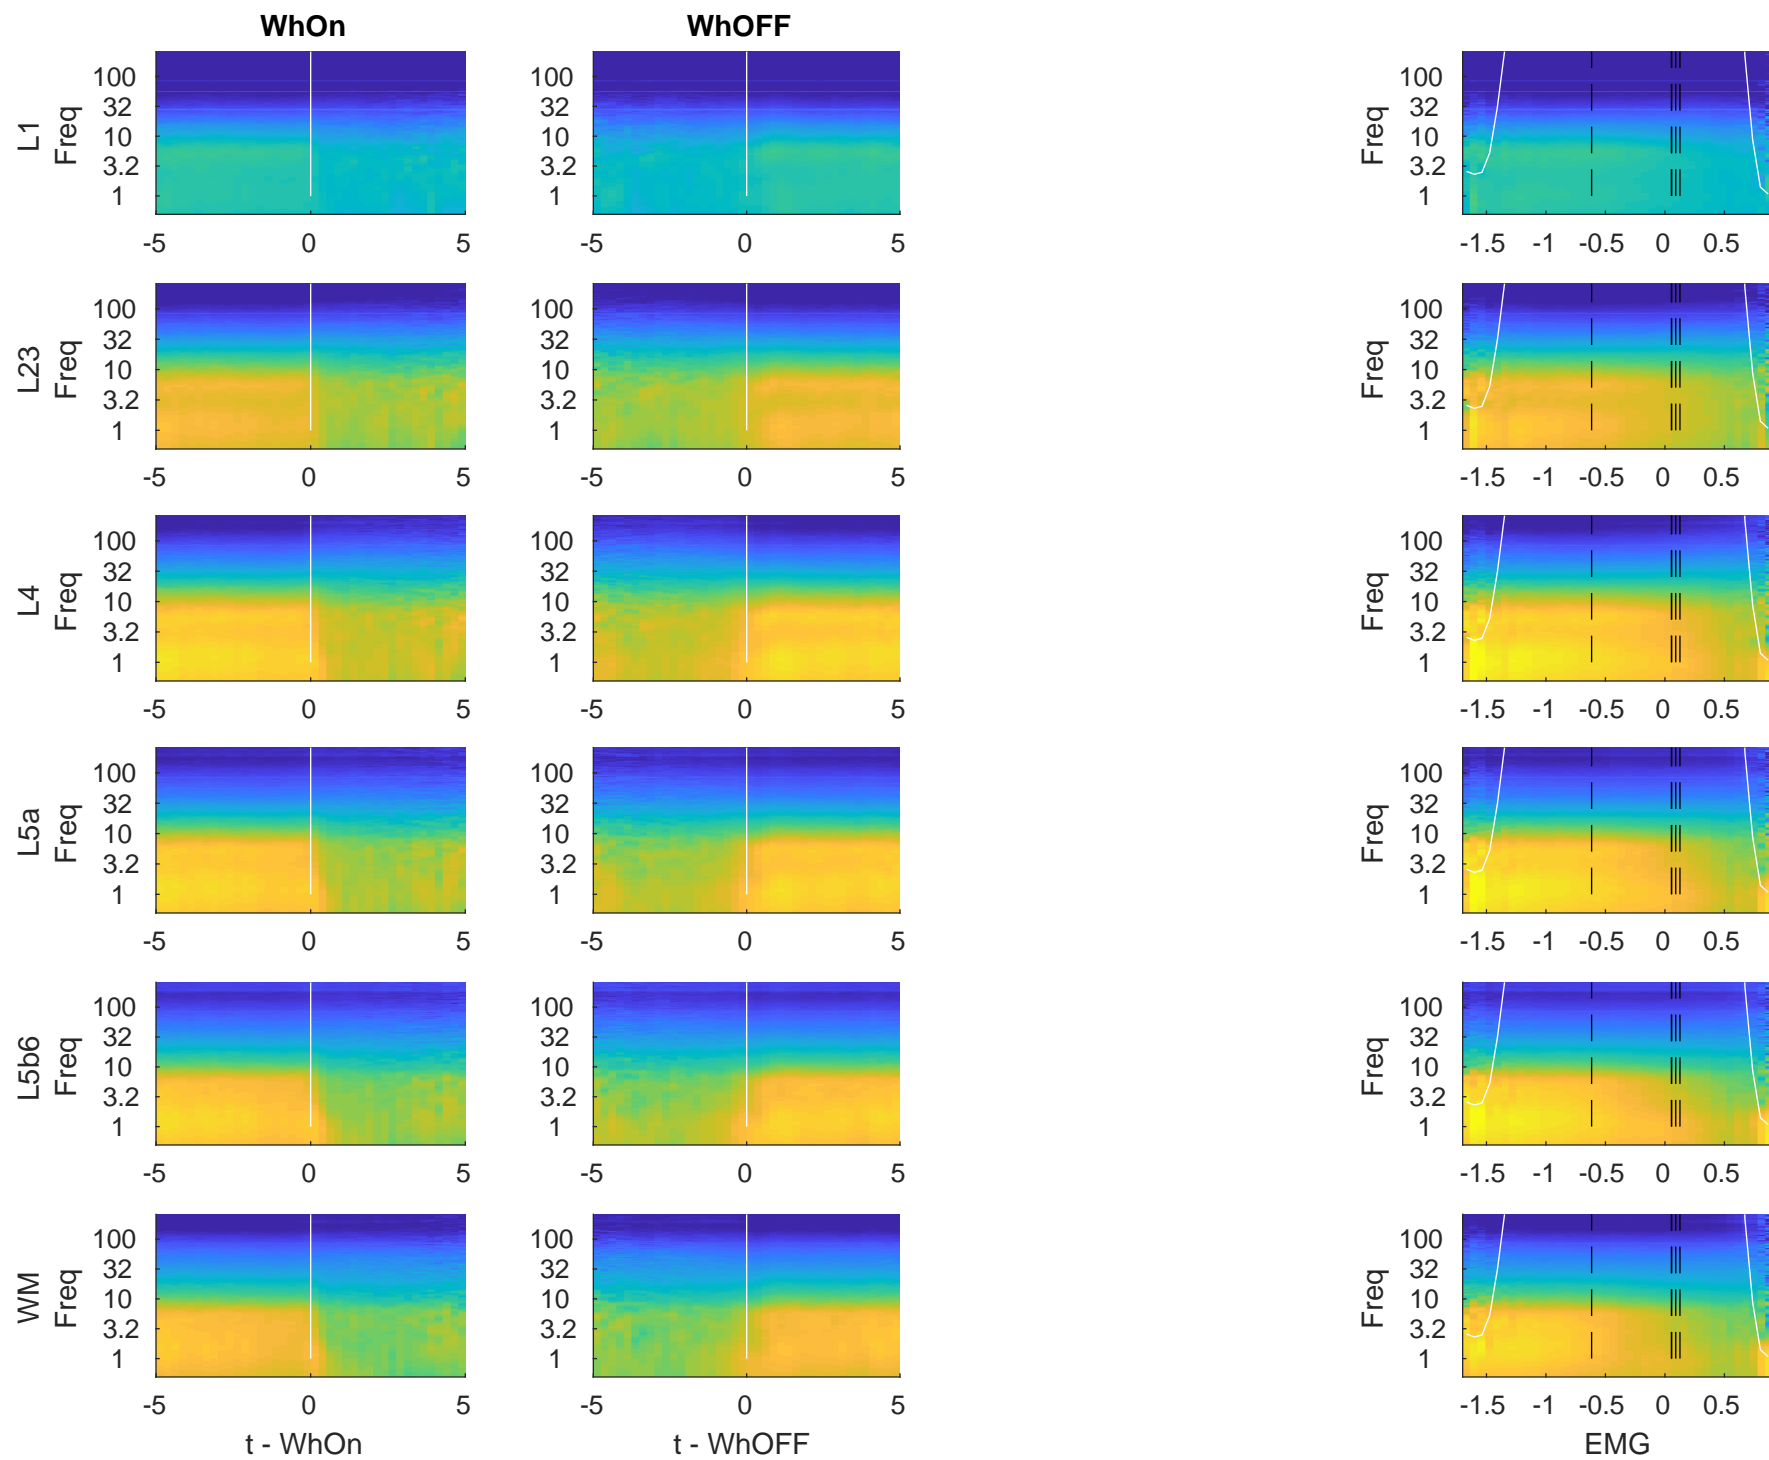 WhOn WhOFF
L1 Freq 100 32 10 3.2 1 100 32 10 3.2 1 Freq 100 32 10 3.2 1
-5 0 5 -5 0 5 -1.5 -1 -0.5 0 0.5
L23 Freq 100 32 10 3.2 1 100 32 10 3.2 1 Freq 100 32 10 3.2 1
-5 0 5 -5 0 5 -1.5 -1 -0.5 0 0.5
L4 Freq 100 32 10 3.2 1 100 32 10 3.2 1 Freq 100 32 10 3.2 1
-5 0 5 -5 0 5 -1.5 -1 -0.5 0 0.5
L5a Freq 100 32 10 3.2 1 100 32 10 3.2 1 Freq 100 32 10 3.2 1
-5 0 5 -5 0 5 -1.5 -1 -0.5 0 0.5
L5b6 Freq 100 32 10 3.2 1 100 32 10 3.2 1 Freq 100 32 10 3.2 1
-5 0 5 -5 0 5 -1.5 -1 -0.5 0 0.5
WM Freq 100 32 10 3.2 1 100 32 10 3.2 1 Freq 100 32 10 3.2 1
-5 0 5 -5 0 5 -1.5 -1 -0.5 0 0.5
t - WhOn t - WhOFF EMG